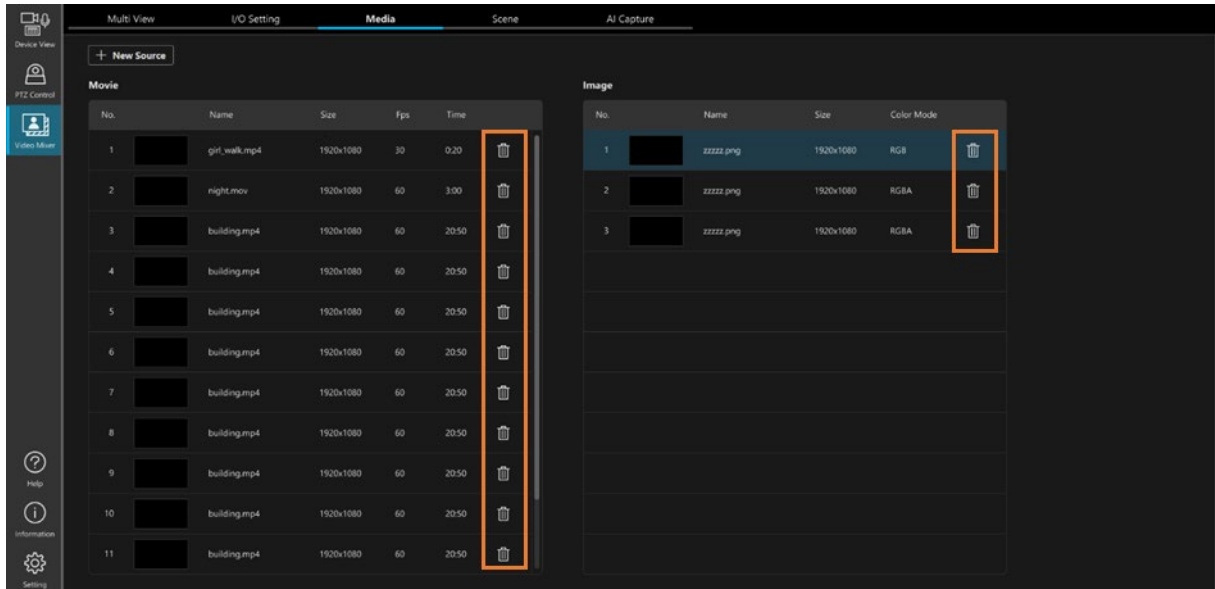 Multi View I/O Setting Media Scene AI Capture
Device View
PTZ Control
Video Mixer
Help
Information
Setting
+ New Source
Movie
No. Name Size Fps Time
1 girl_walk.mp4 1920x1080 30 0:20
2 night.mov 1920x1080 60 3:00
3 building.mp4 1920x1080 60 20:50
4 building.mp4 1920x1080 60 20:50
5 building.mp4 1920x1080 60 20:50
6 building.mp4 1920x1080 60 20:50
7 building.mp4 1920x1080 60 20:50
8 building.mp4 1920x1080 60 20:50
9 building.mp4 1920x1080 60 20:50
10 building.mp4 1920x1080 60 20:50
11 building.mp4 1920x1080 60 20:50
Image
No. Name Size Color Mode
1 zzzzz.png 1920x1080 RGB
2 zzzzz.png 1920x1080 RGBA
3 zzzzz.png 1920x1080 RGBA